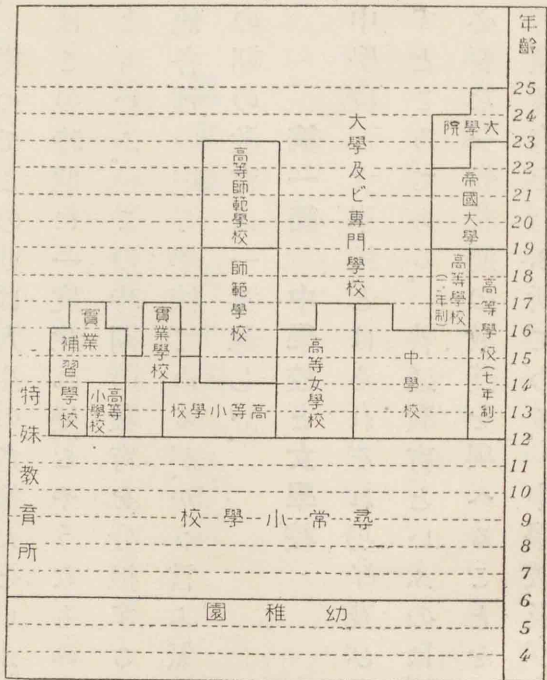 年齡
25
24
23
22
21
20
19
18
17
16
15
14
13
12
11
10
9
8
7
6
5
4
大學院
帝國大學
高等學校(七年制)
高等學校
中學校
大學及ビ專門學校
高等女學校
高等師範學校
師範學校
高等小學校
實業學校
實業
補習學校
高等
小學校
尋常小學校
特殊教育所
幼稚園